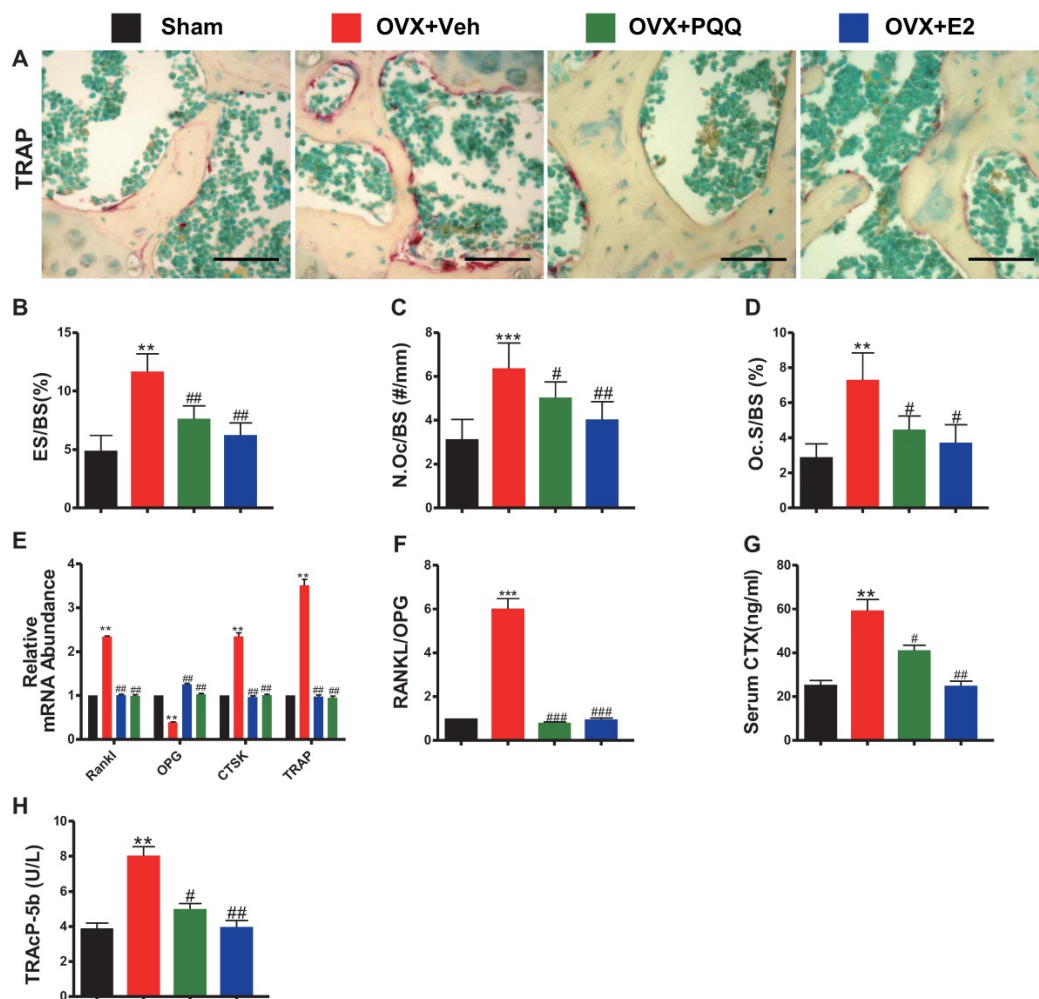 Sham OVX+Veh OVX+PQQ OVX+E2
A
TRAP
B
ES/BS(%)
15
10
5
0
**
##
##
C
N.Oc/BS (#/mm)
8
6
4
2
0
***
#
##
D
Oc.S/BS (%)
10
8
6
4
2
0
**
#
#
E
Relative
mRNA Abundance
4
3
2
1
0
** ## ##
** ## ##
** ## ##
** ## ##
Rankl OPG CTSK TRAP
F
RANKL/OPG
8
6
4
2
0
***
###
###
G
Serum CTX(ng/ml)
80
60
40
20
0
**
#
##
H
TRAcP-5b (U/L)
10
8
6
4
2
0
**
#
##